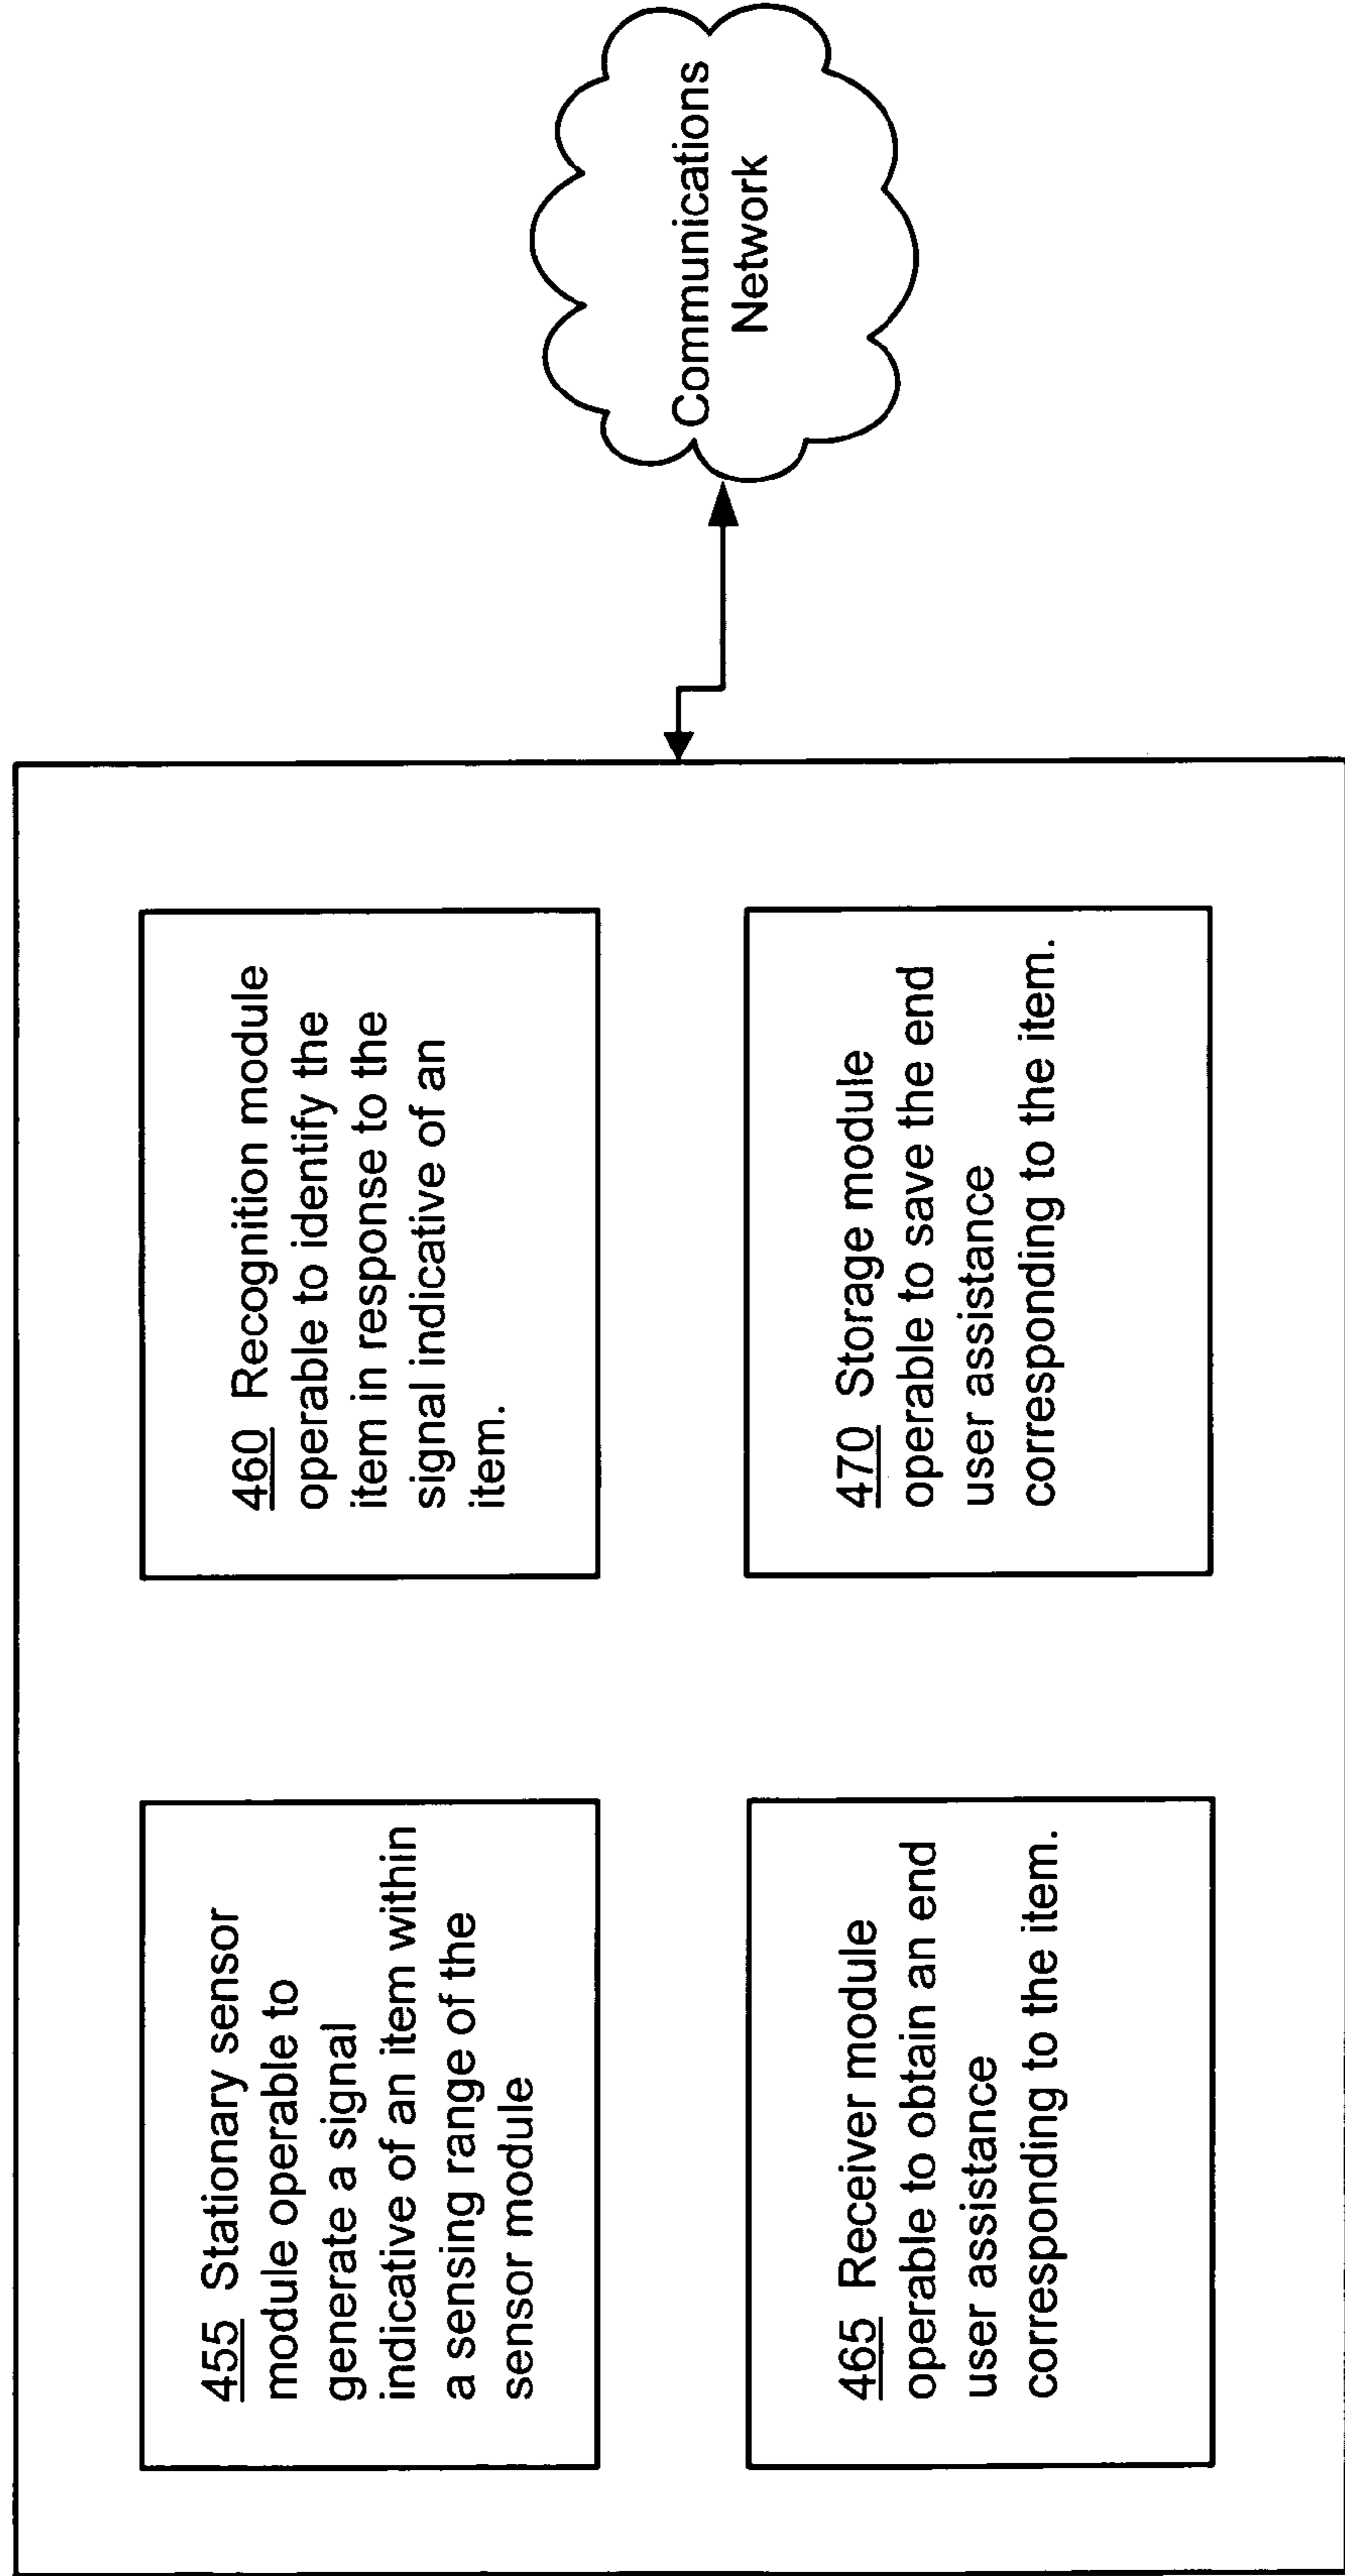 455 Stationary sensor
module operable to
generate a signal
indicative of an item within
a sensing range of the
sensor module
460 Recognition module
operable to identify the
item in response to the
signal indicative of an
item.
465 Receiver module
operable to obtain an end
user assistance
corresponding to the item.
470 Storage module
operable to save the end
user assistance
corresponding to the item.
Communications
Network